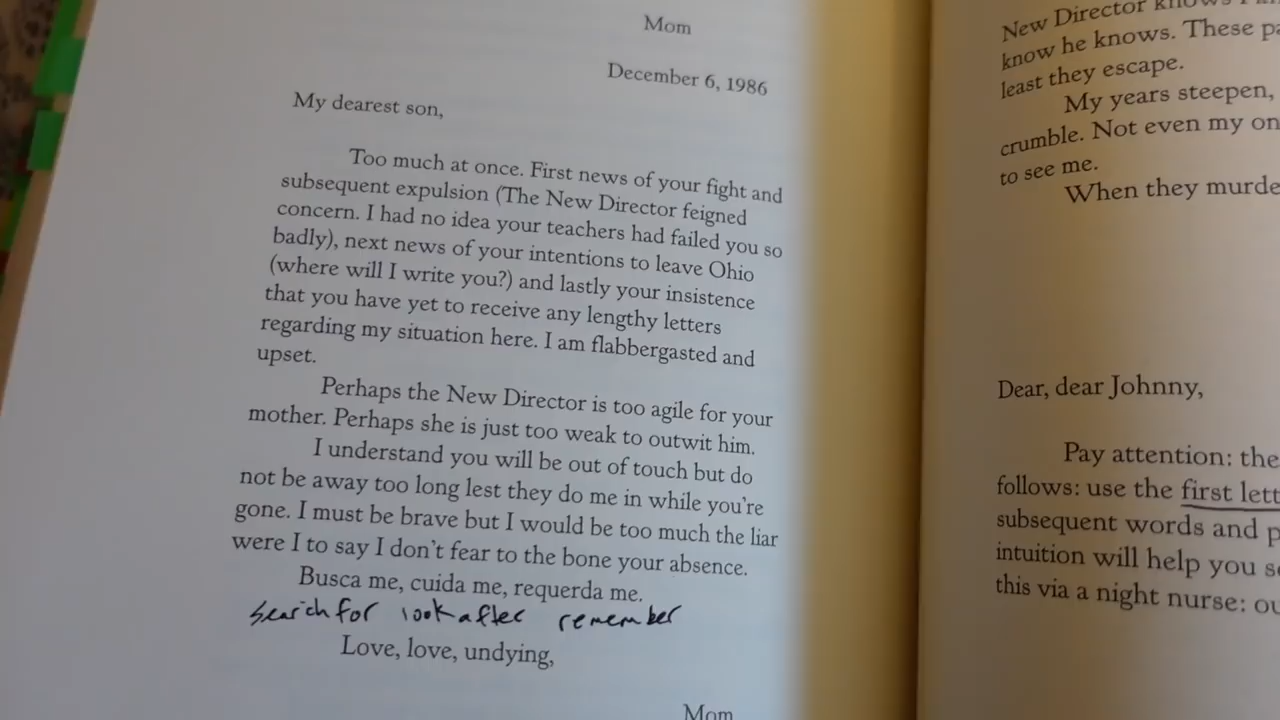 Mom
December 6, 1986
My dearest son,
Too much at once. First news of your fight and
subsequent expulsion (The New Director feigned
concern. I had no idea your teachers had failed you so
badly), next news of your intentions to leave Ohio
(where will I write you?) and lastly your insistence
that you have yet to receive any lengthy letters
regarding my situation here. I am flabbergasted and
upset.
Perhaps the New Director is too agile for your
mother. Perhaps she is just too weak to outwit him.
I understand you will be out of touch but do
not be away too long lest they do me in while you're
gone. I must be brave but I would be too much the liar
were I to say I don't fear to the bone your absence.
Busca me, cuida me, requerda me.
search for look after remember
Love, love, undying,
Mom
New Director knows I
know he knows. These
least they escape.
My years steepen,
crumble. Not even my
to see me.
When they
Dear, dear Johnny,
Pay attention: the
follows: use the first
subsequent words and
intuition will help you
this via a night nurse: